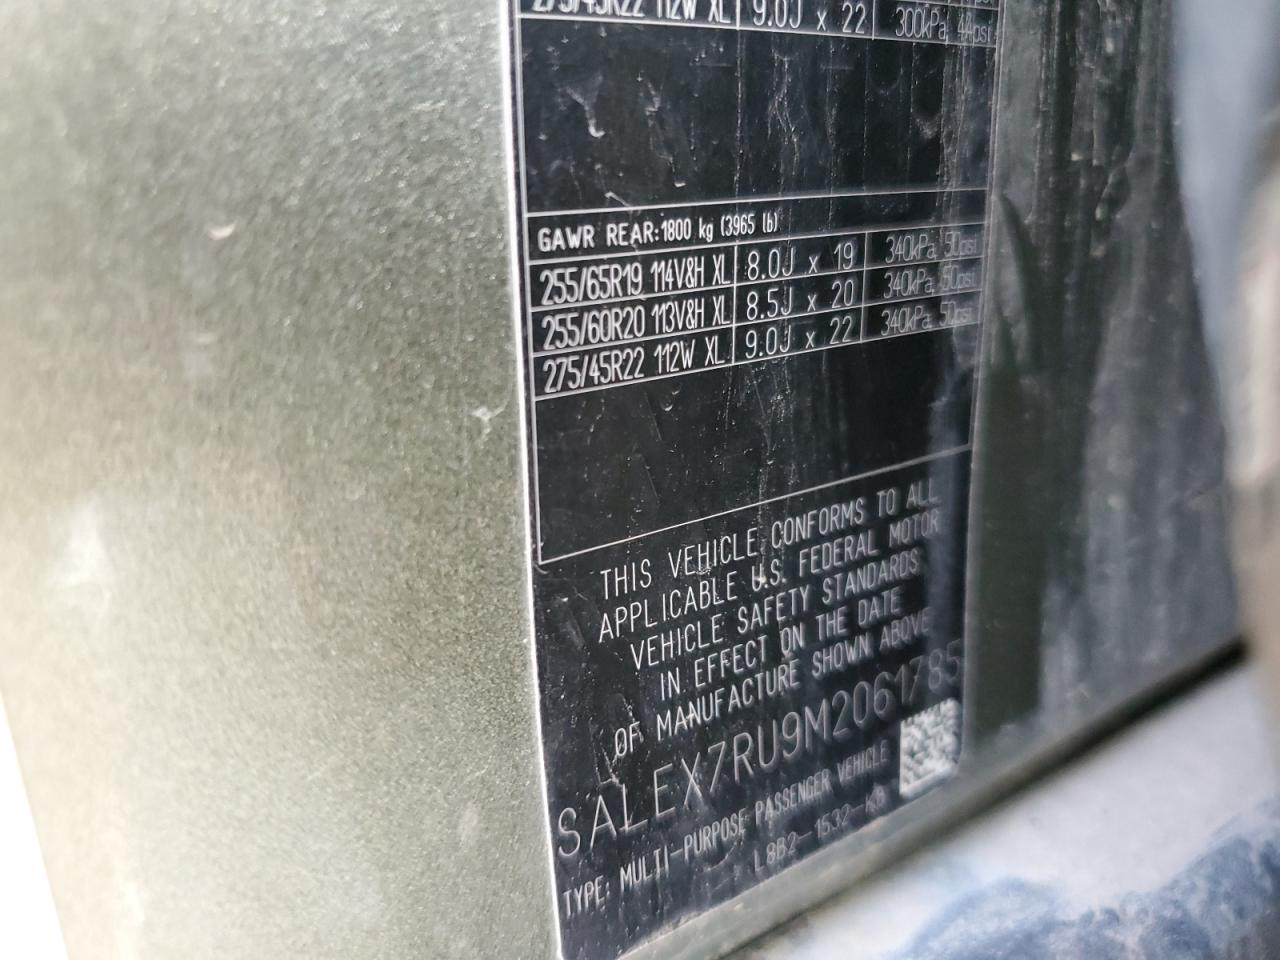 275/45R22 112W XL 9.0J x 22 300kPa, 44psi
GAWR REAR:1800 kg (3965 lb)
255/65R19 114V&H XL 8.0J x 19 340kPa, 50psi
255/60R20 113V&H XL 8.5J x 20 340kPa, 50psi
275/45R22 112W XL 9.0J x 22 340kPa, 50psi
THIS VEHICLE CONFORMS TO ALL
APPLICABLE U.S. FEDERAL MOTOR
VEHICLE SAFETY STANDARDS
IN EFFECT ON THE DATE
OF MANUFACTURE SHOWN ABOVE
SALEX7RU9M2061785
TYPE: MULTI-PURPOSE PASSENGER VEHICLE
L8B2-1532-KB